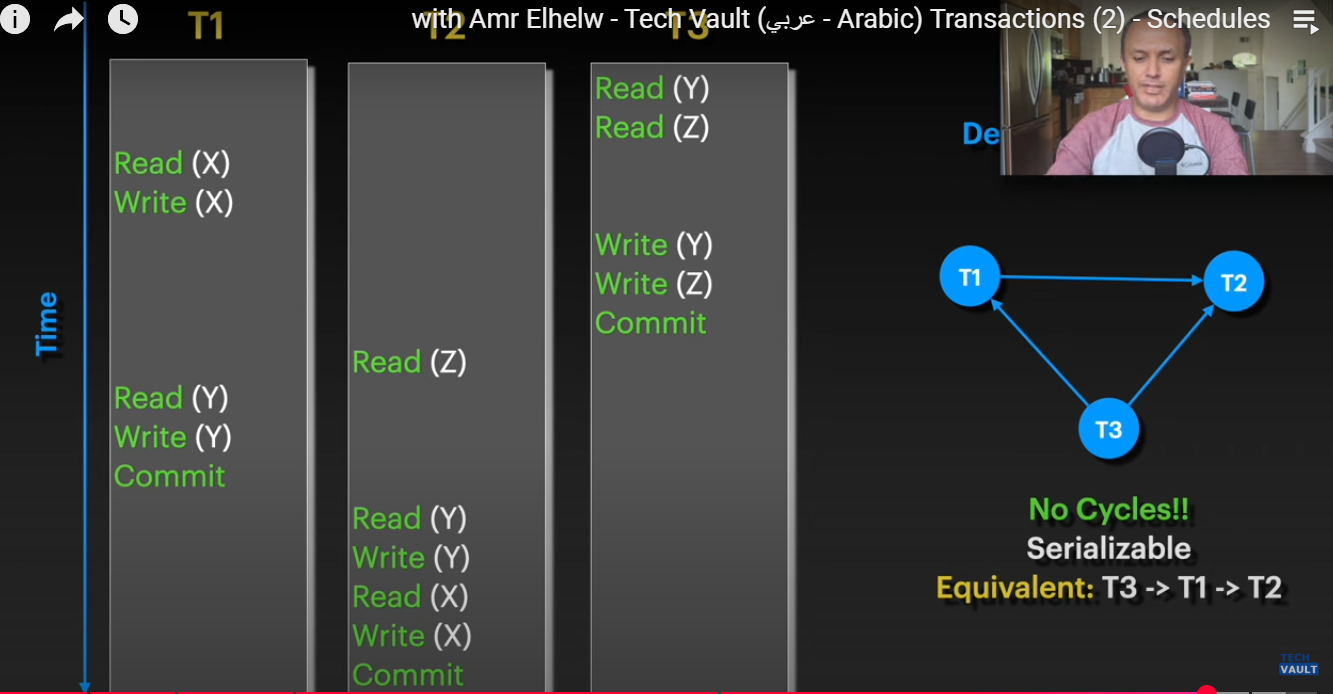 with Amr Elhelw - Tech Vault (عربي - Arabic) Transactions (2) - Schedules
T1
T2
T3
Time
Read (X)
Write (X)
Read (Y)
Write (Y)
Commit
Read (Z)
Read (Y)
Write (Y)
Read (X)
Write (X)
Commit
Read (Y)
Read (Z)
Write (Y)
Write (Z)
Commit
De
T1
T2
T3
No Cycles!!
Serializable
Equivalent: T3 -> T1 -> T2
TECH
VAULT